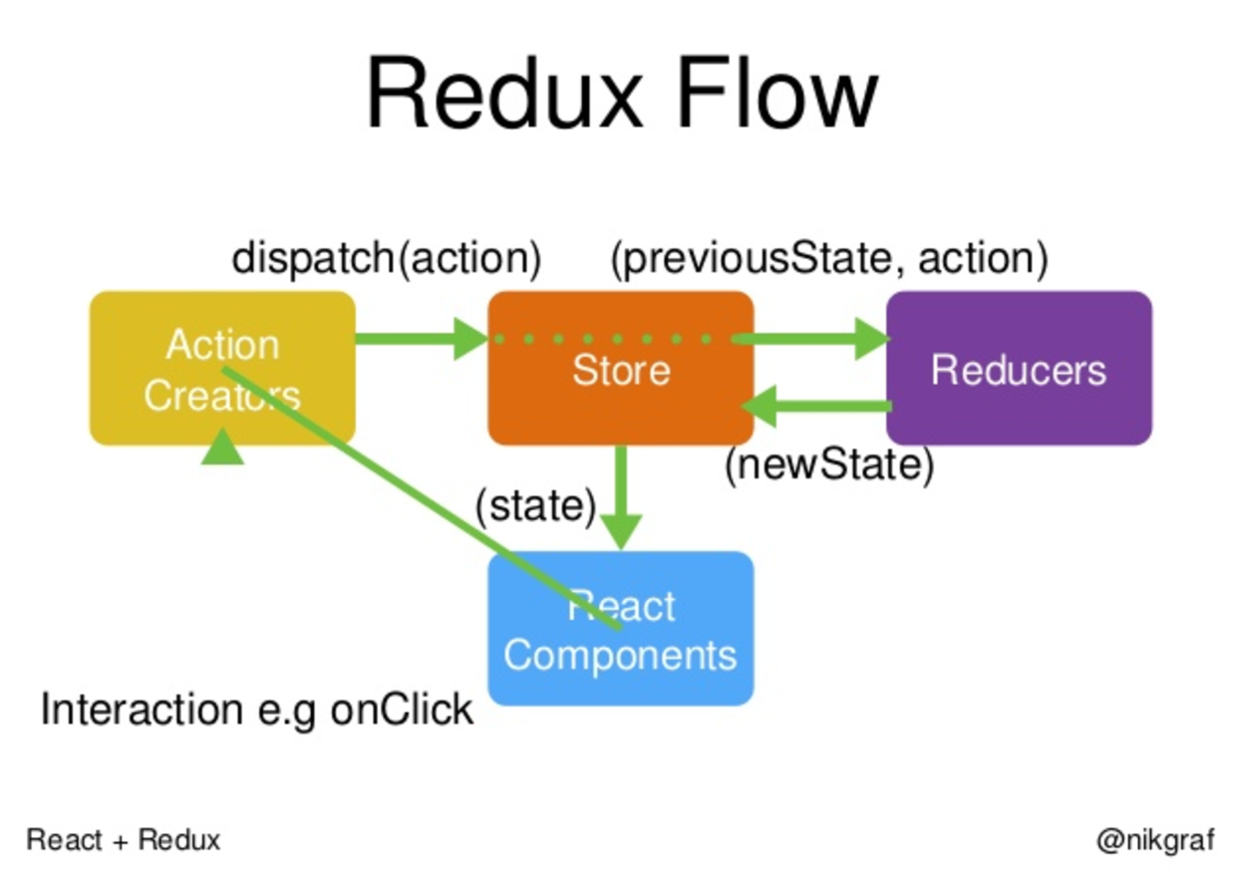 Redux Flow
dispatch(action)
(previousState, action)
Action
Creators
Store
Reducers
(newState)
(state)
React
Components
Interaction e.g onClick
React + Redux
@nikgraf